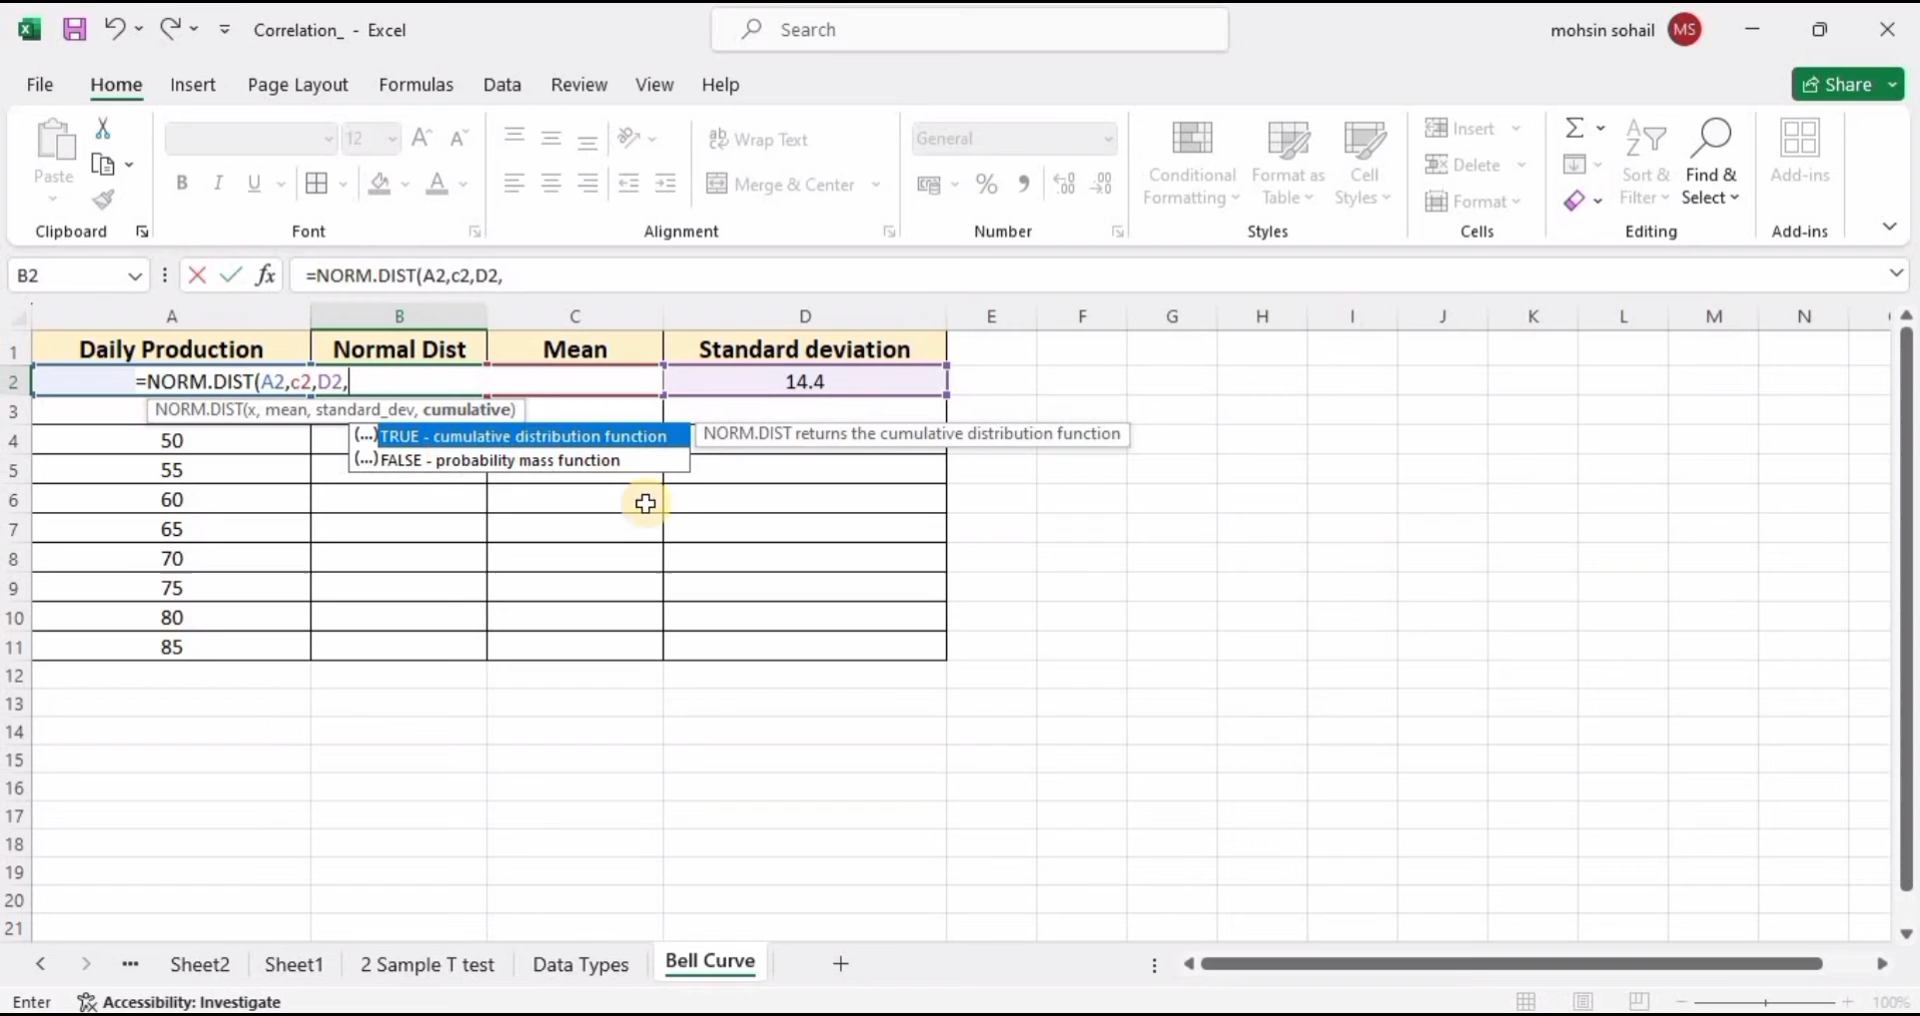 Correlation_ - Excel
Search
mohsin sohail MS
File Home Insert Page Layout Formulas Data Review View Help
Share
12
Wrap Text
General
Insert
Paste
Conditional Formatting
Format as Table
Cell Styles
Delete
Sort & Filter
Find & Select
Add-ins
B I U
Merge & Center
Format
Clipboard Font Alignment Number Styles Cells Editing Add-ins
B2 fx =NORM.DIST(A2,c2,D2,
A B C D E F G H I J K L M N
1 Daily Production Normal Dist Mean Standard deviation
2 =NORM.DIST(A2,c2,D2, 14.4
3 NORM.DIST(x, mean, standard_dev, cumulative)
(...) TRUE - cumulative distribution function NORM.DIST returns the cumulative distribution function
4 50
(...) FALSE - probability mass function
5 55
6 60
7 65
8 70
9 75
10 80
11 85
12
13
14
15
16
17
18
19
20
21
... Sheet2 Sheet1 2 Sample T test Data Types Bell Curve
Enter Accessibility: Investigate 100%